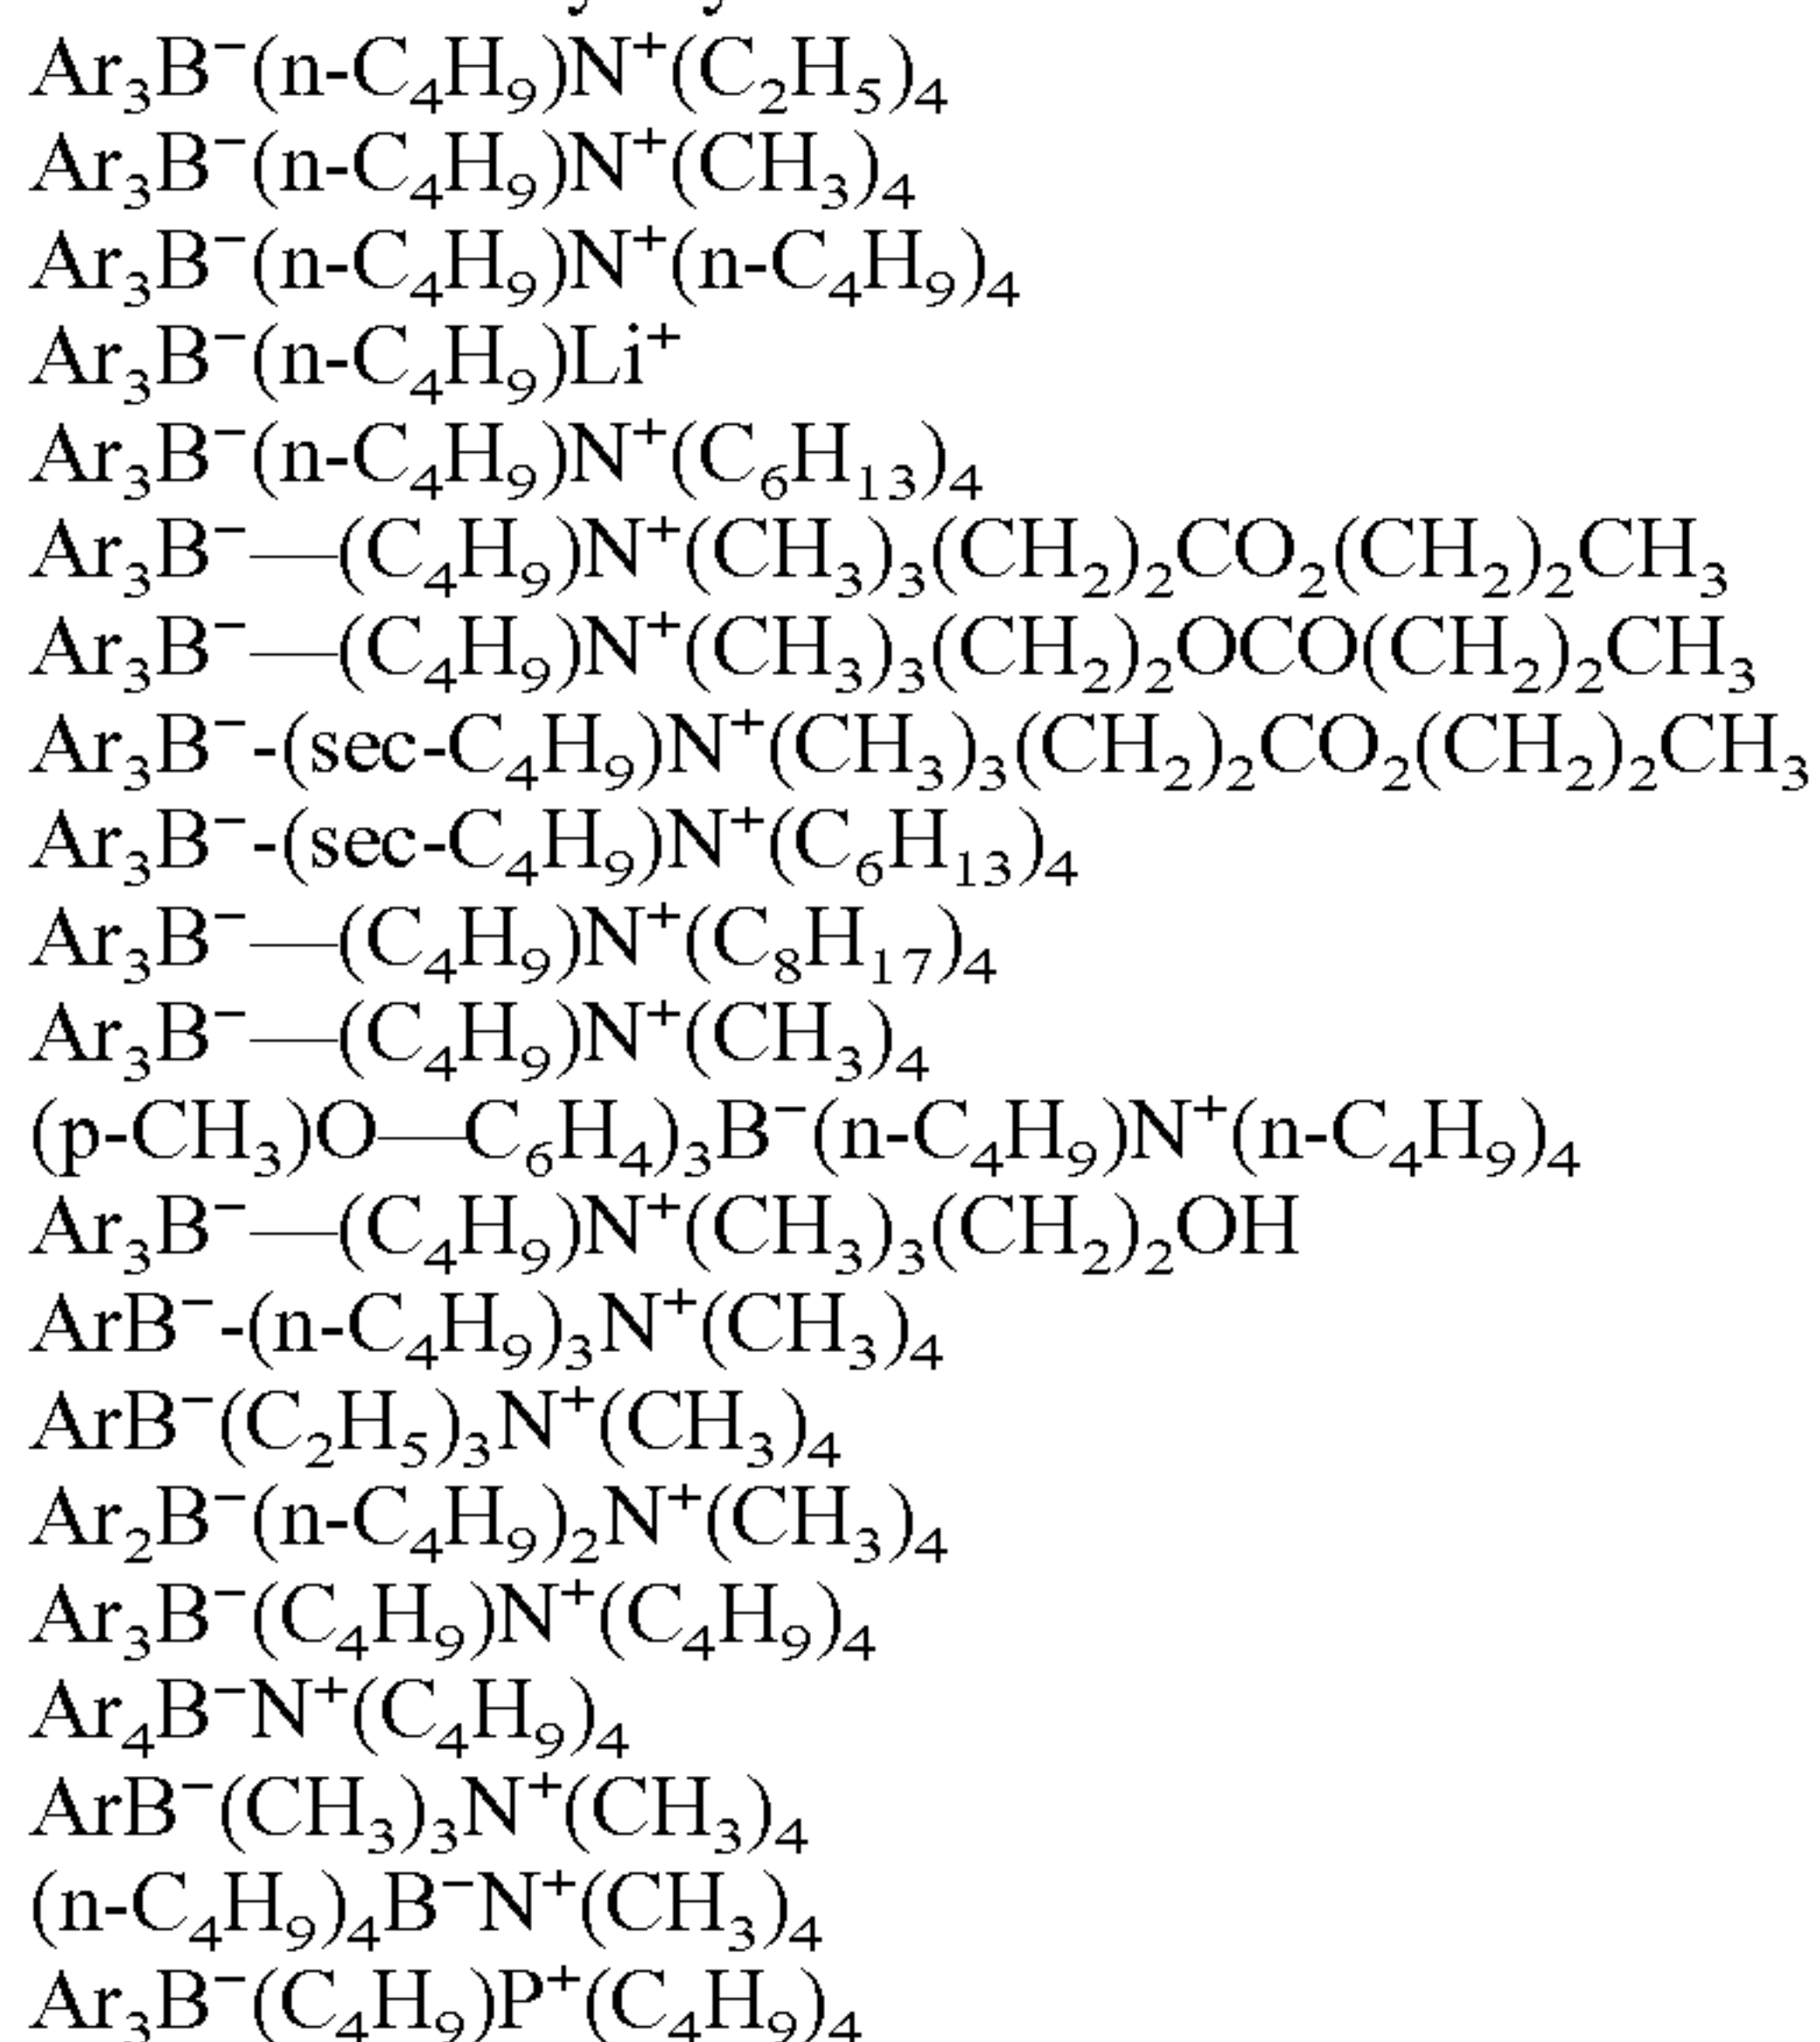 Ar₃B⁻(n-C₄H₉)N⁺(C₂H₅)₄
Ar₃B⁻(n-C₄H₉)N⁺(CH₃)₄
Ar₃B⁻(n-C₄H₉)N⁺(n-C₄H₉)₄
Ar₃B⁻(n-C₄H₉)Li⁺
Ar₃B⁻(n-C₄H₉)N⁺(C₆H₁₃)₄
Ar₃B⁻—(C₄H₉)N⁺(CH₃)₃(CH₂)₂CO₂(CH₂)₂CH₃
Ar₃B⁻—(C₄H₉)N⁺(CH₃)₃(CH₂)₂OCO(CH₂)₂CH₃
Ar₃B⁻-(sec-C₄H₉)N⁺(CH₃)₃(CH₂)₂CO₂(CH₂)₂CH₃
Ar₃B⁻-(sec-C₄H₉)N⁺(C₆H₁₃)₄
Ar₃B⁻—(C₄H₉)N⁺(C₈H₁₇)₄
Ar₃B⁻—(C₄H₉)N⁺(CH₃)₄
(p-CH₃)O—C₆H₄)₃B⁻(n-C₄H₉)N⁺(n-C₄H₉)₄
Ar₃B⁻—(C₄H₉)N⁺(CH₃)₃(CH₂)₂OH
ArB⁻-(n-C₄H₉)₃N⁺(CH₃)₄
ArB⁻(C₂H₅)₃N⁺(CH₃)₄
Ar₂B⁻(n-C₄H₉)₂N⁺(CH₃)₄
Ar₃B⁻(C₄H₉)N⁺(C₄H₉)₄
Ar₄B⁻N⁺(C₄H₉)₄
ArB⁻(CH₃)₃N⁺(CH₃)₄
(n-C₄H₉)₄B⁻N⁺(CH₃)₄
Ar₃B⁻(C₄H₉)P⁺(C₄H₉)₄